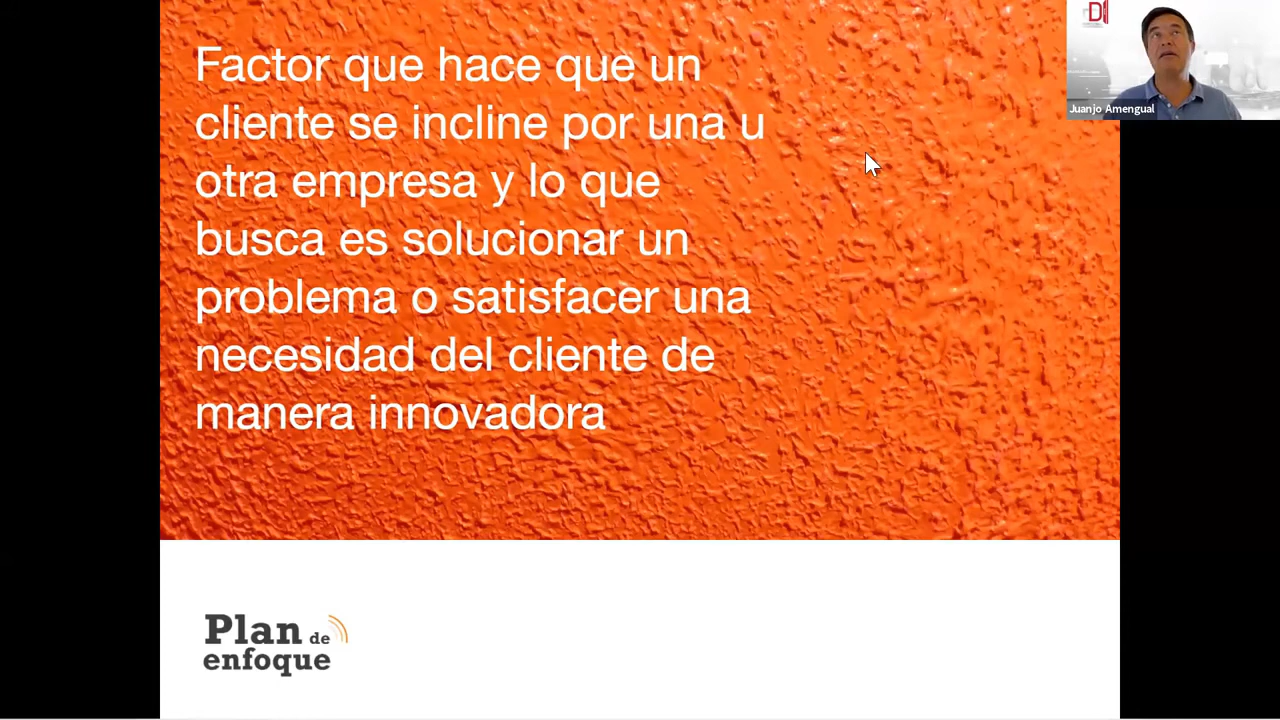 Factor que hace que un
cliente se incline por una u
otra empresa y lo que
busca es solucionar un
problema o satisfacer una
necesidad del cliente de
manera innovadora
D
Juanjo Amengual
Plan de
enfoque